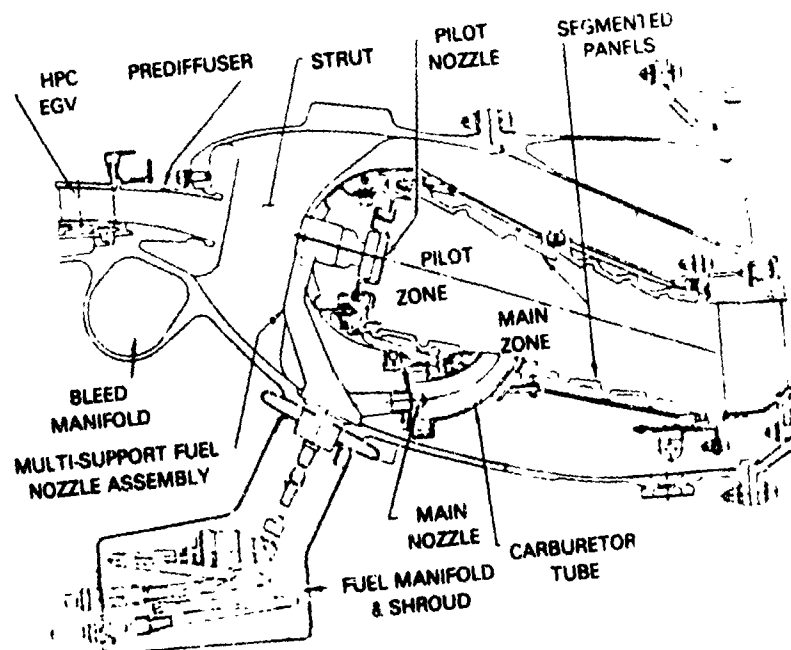 HPC
EGV
PREDIFFUSER
STRUT
PILOT
NOZZLE
SEGMENTED
PANELS
PILOT
ZONE
MAIN
ZONE
BLEED
MANIFOLD
MULTI-SUPPORT FUEL
NOZZLE ASSEMBLY
MAIN
NOZZLE
CARBURETOR
TUBE
FUEL MANIFOLD
& SHROUD